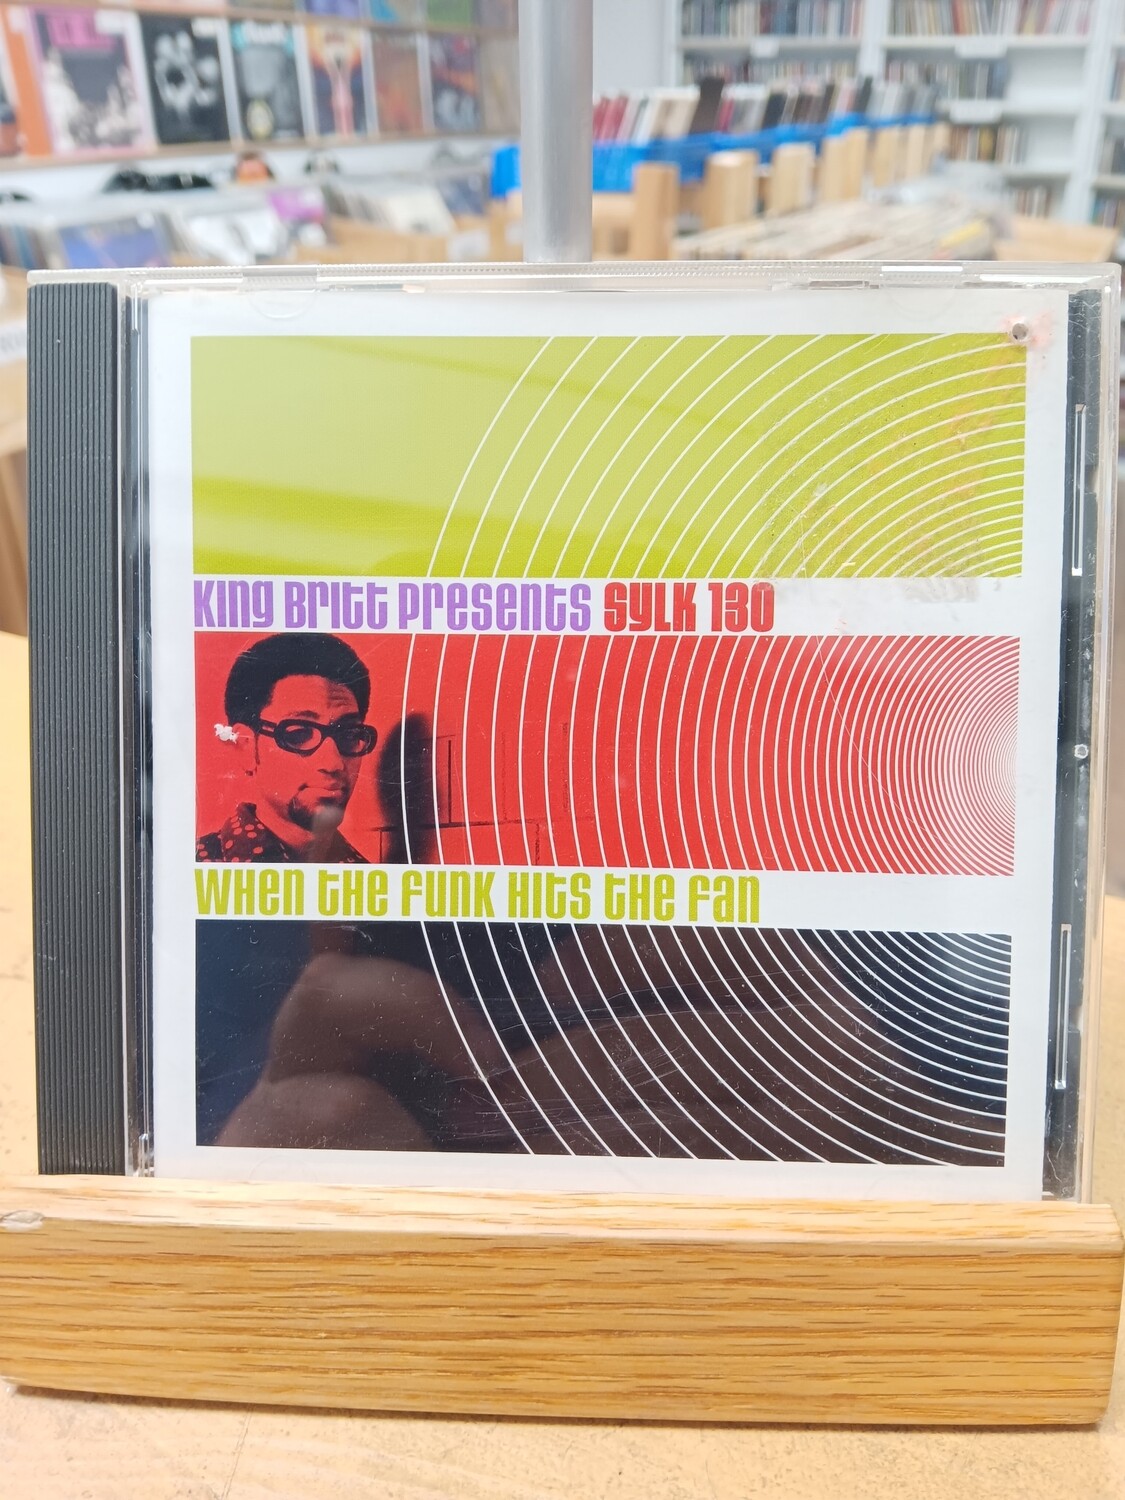 King Britt presents Sylk 130
When the Funk Hits the Fan